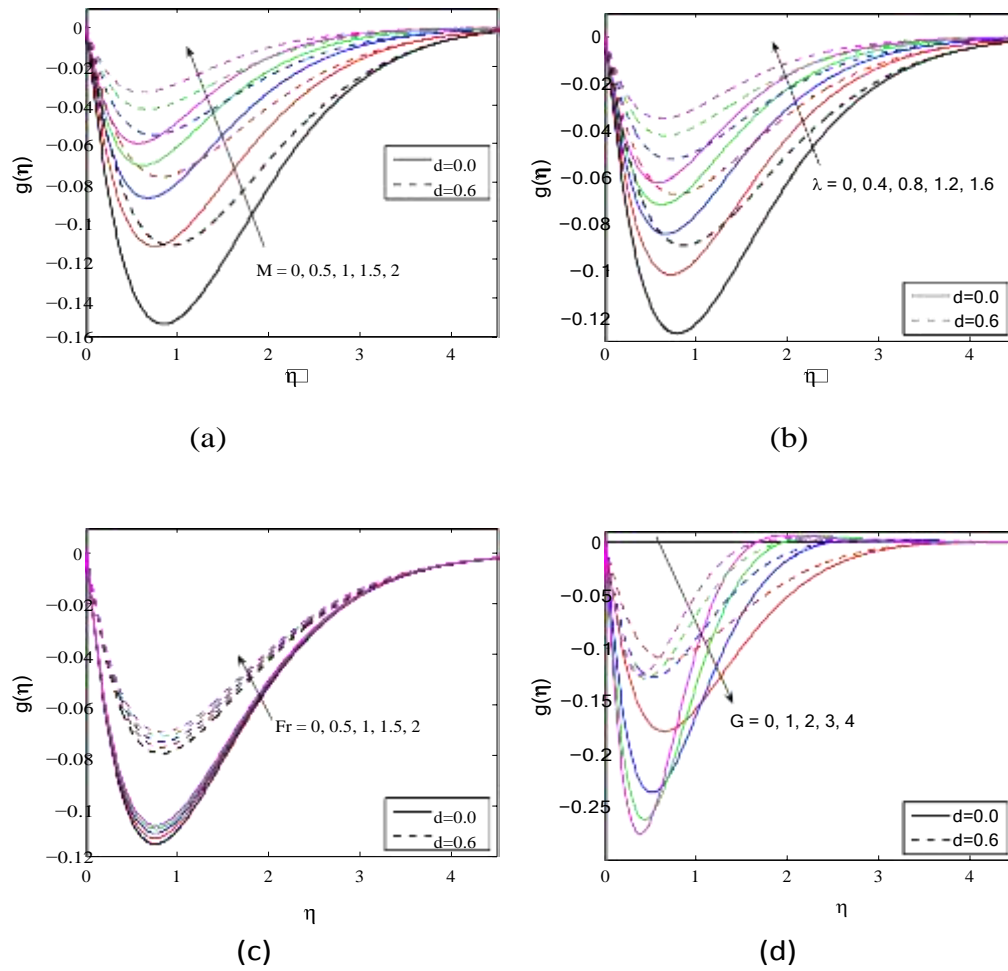 0
−0.02
−0.04
−0.06
−0.08
−0.1
−0.12
−0.14
−0.16
g(η)
d=0.0
d=0.6
M = 0, 0.5, 1, 1.5, 2
0 1 2 3 4
η
(a)
0
−0.02
−0.04
−0.06
−0.08
−0.1
−0.12
g(η)
λ = 0, 0.4, 0.8, 1.2, 1.6
d=0.0
d=0.6
0 1 2 3 4
η
(b)
0
−0.02
−0.04
−0.06
−0.08
−0.1
−0.12
g(η)
Fr = 0, 0.5, 1, 1.5, 2
d=0.0
d=0.6
0 1 2 3 4
η
(c)
0
−0.05
−0.1
−0.15
−0.2
−0.25
g(η)
G = 0, 1, 2, 3, 4
d=0.0
d=0.6
0 1 2 3 4
η
(d)